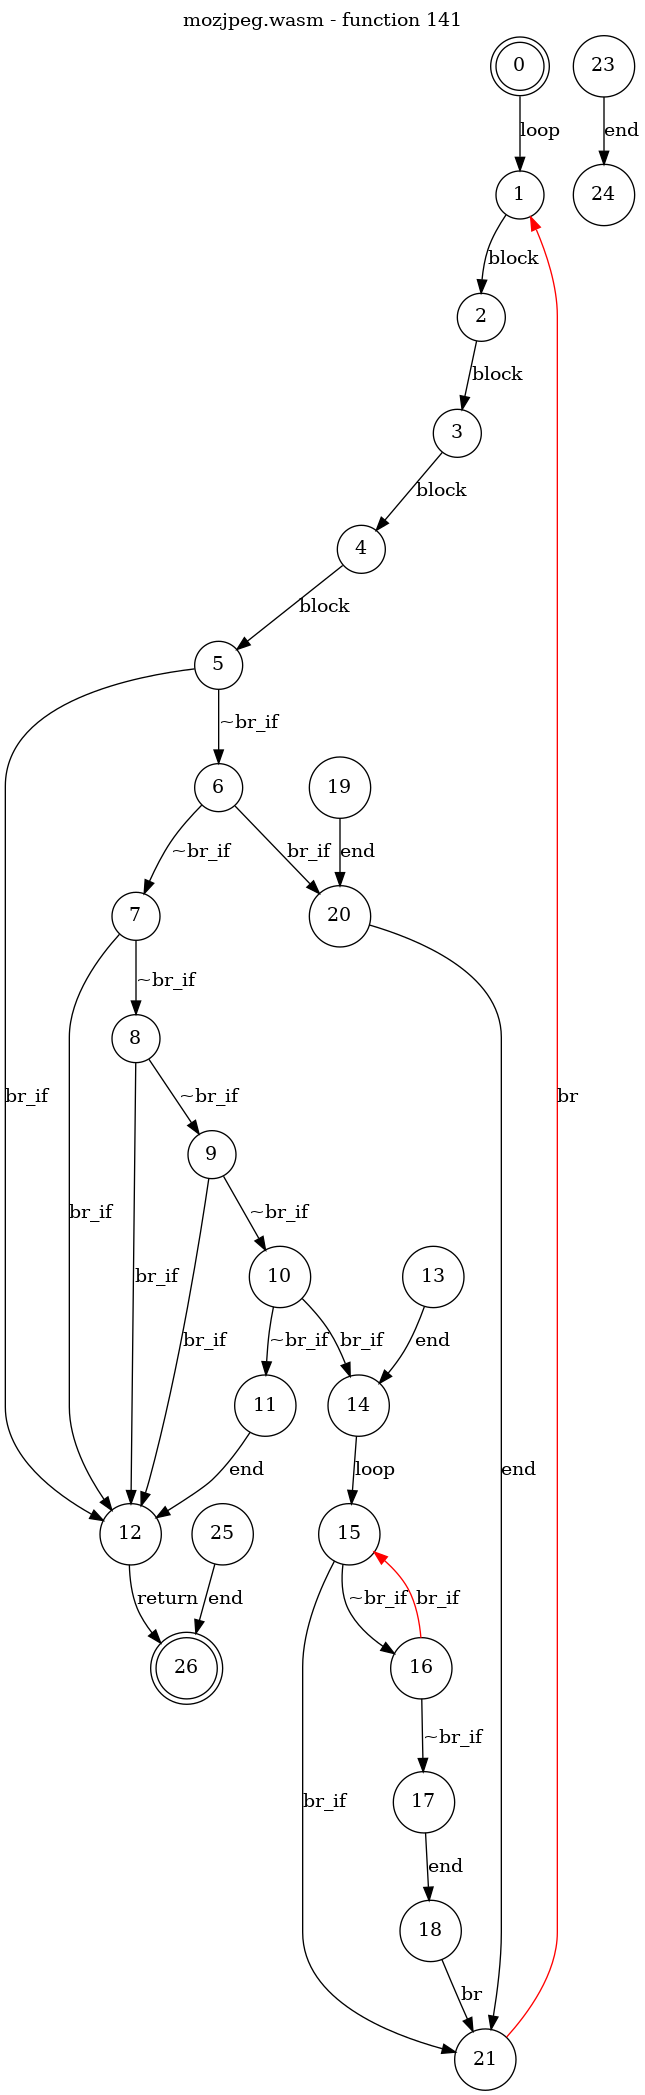 mozjpeg.wasm - function 141
0 23
loop end
1 24
block
2
block
3
block
4
block
5
~br_if
6 19
~br_if br_if end
7 20
~br_if
8
br_if ~br_if br
9
br_if ~br_if
10 13
br_if br_if ~br_if br_if end
11 14
end loop end
12 25 15
return end ~br_if br_if
26 16
~br_if
br_if 17
end
18
br
21